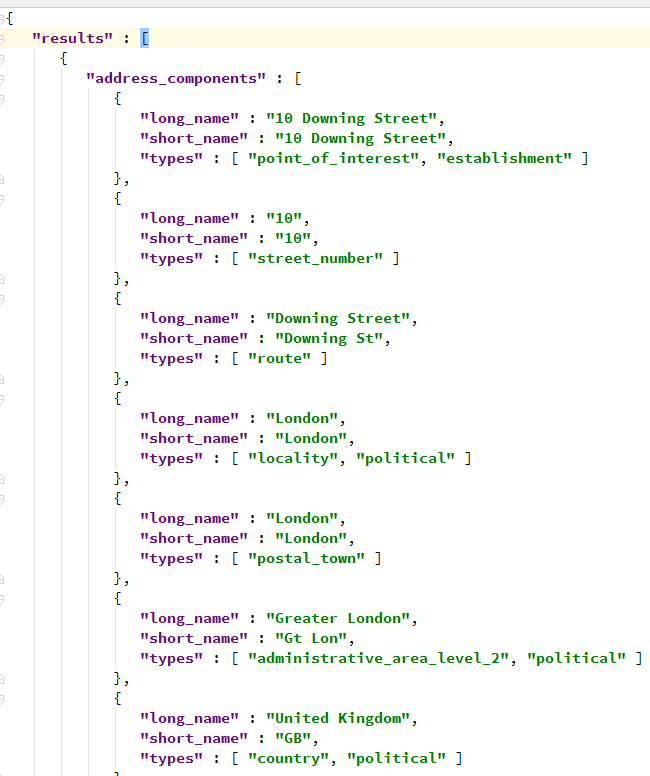 {
"results" : [
{
"address_components" : [
{
"long_name" : "10 Downing Street",
"short_name" : "10 Downing Street",
"types" : [ "point_of_interest", "establishment" ]
},
{
"long_name" : "10",
"short_name" : "10",
"types" : [ "street_number" ]
},
{
"long_name" : "Downing Street",
"short_name" : "Downing St",
"types" : [ "route" ]
},
{
"long_name" : "London",
"short_name" : "London",
"types" : [ "locality", "political" ]
},
{
"long_name" : "London",
"short_name" : "London",
"types" : [ "postal_town" ]
},
{
"long_name" : "Greater London",
"short_name" : "Gt Lon",
"types" : [ "administrative_area_level_2", "political" ]
},
{
"long_name" : "United Kingdom",
"short_name" : "GB",
"types" : [ "country", "political" ]